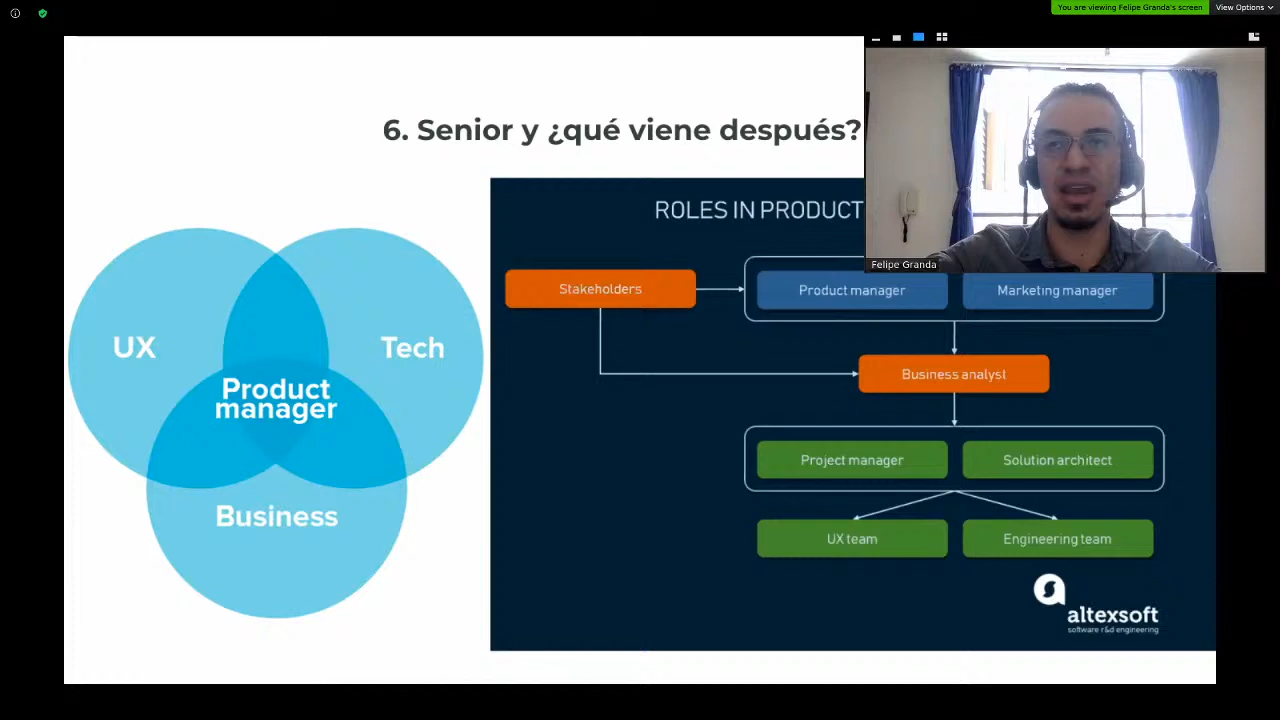 You are viewing Felipe Granda's screen
View Options
6. Senior y ¿qué viene después?
Felipe Granda
UX
Tech
Product
manager
Business
ROLES IN PRODUCT
Stakeholders
Product manager
Marketing manager
Business analyst
Project manager
Solution architect
UX team
Engineering team
altexsoft
software r&d engineering